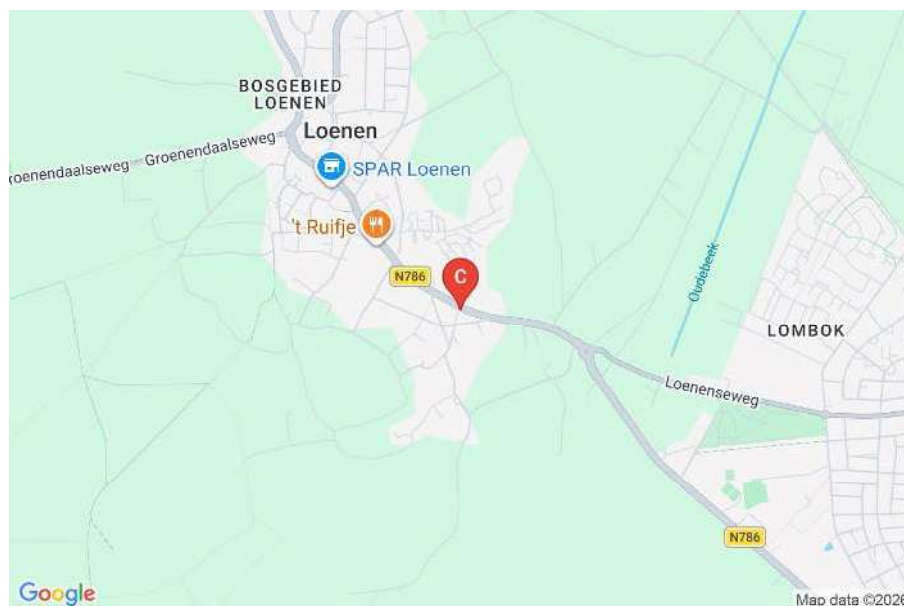 BOSGEBIED
LOENEN
Loenen
Groenendaalseweg
roenendaalseweg
SPAR Loenen
't Ruifje
N786
C
Oudebeek
LOMBOK
Loenenseweg
N786
Google
Map data ©2026